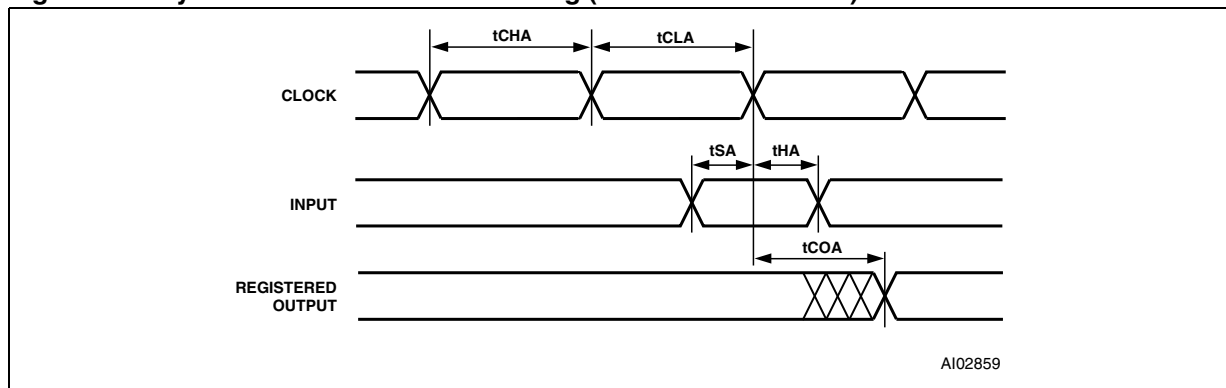 tCHA
tCLA
CLOCK
tSA
tHA
INPUT
tCOA
REGISTERED
OUTPUT
AI02859